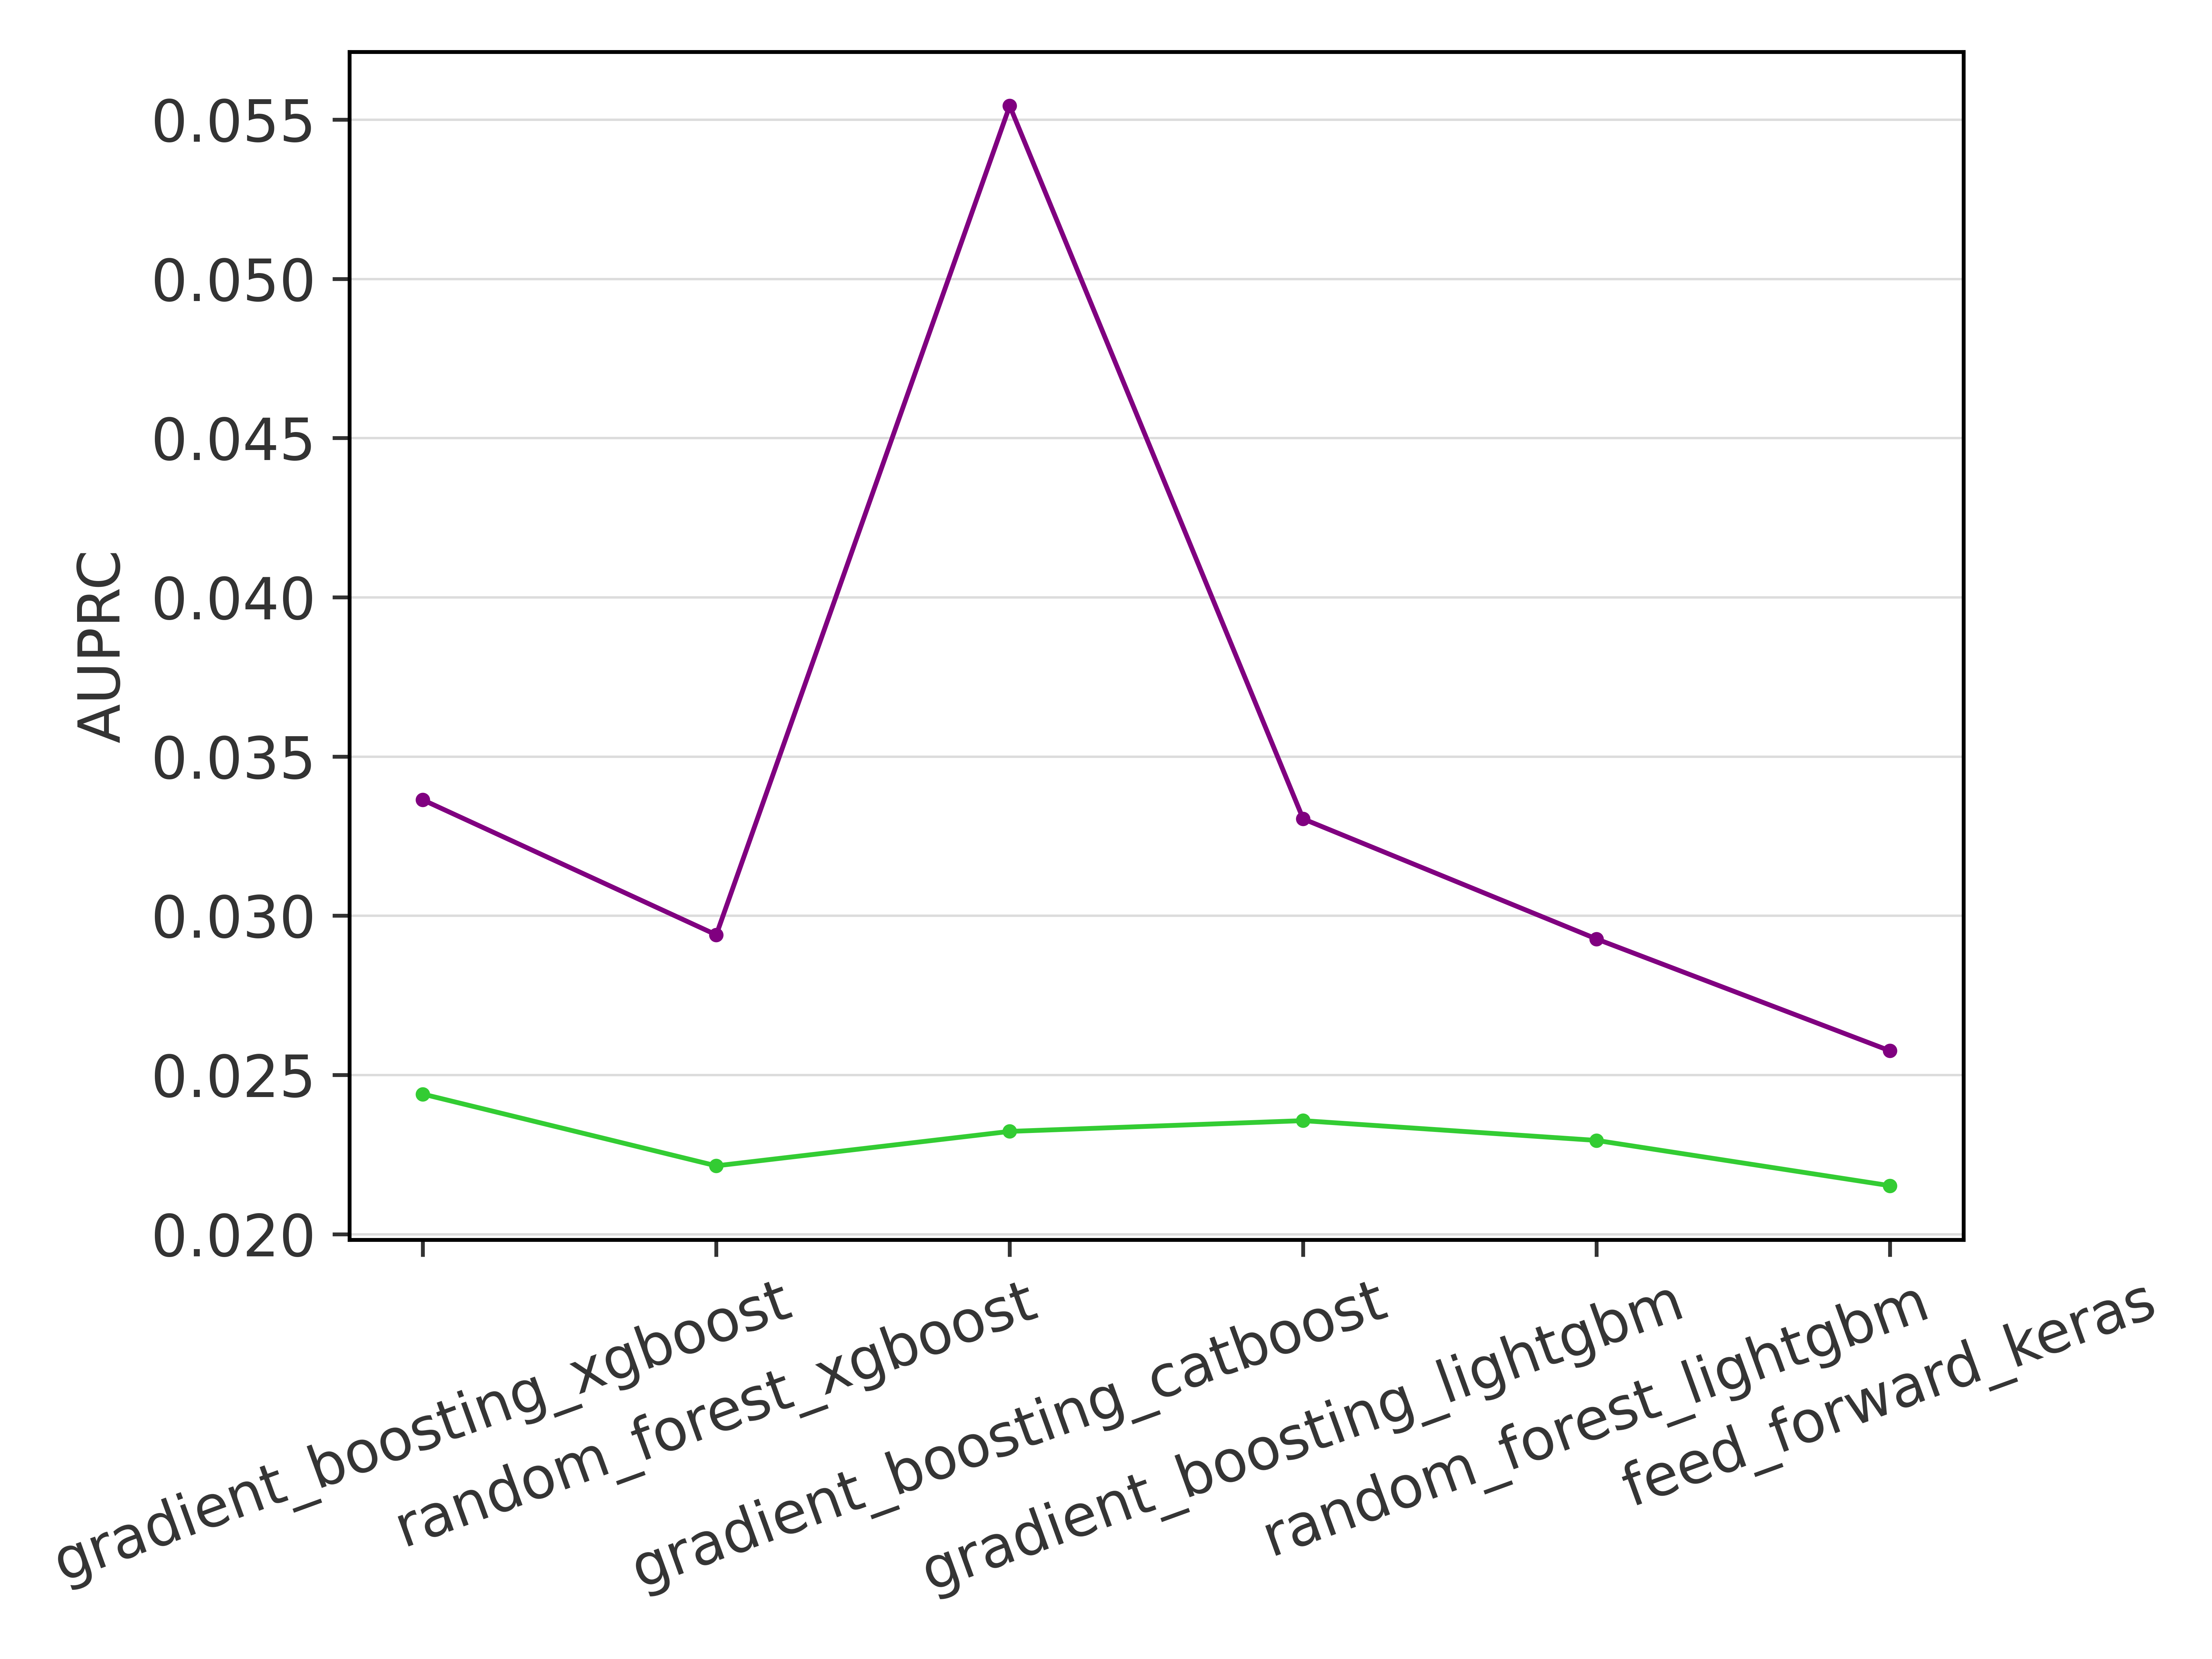 0.055
0.050
0.045
0.040
0.035
0.030
0.025
0.020
AUPRC
gradient_boosting_xgboost
random_forest_xgboost
gradient_boosting_catboost
gradient_boosting_lightgbm
random_forest_lightgbm
feed_forward_keras